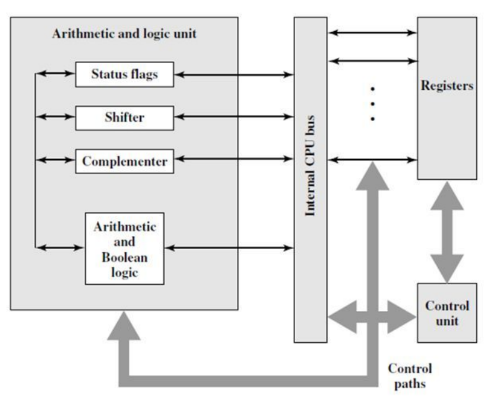 Arithmetic and logic unit
Status flags
Shifter
Complementer
Arithmetic
and
Boolean
logic
Internal CPU bus
Registers
Control
unit
Control
paths